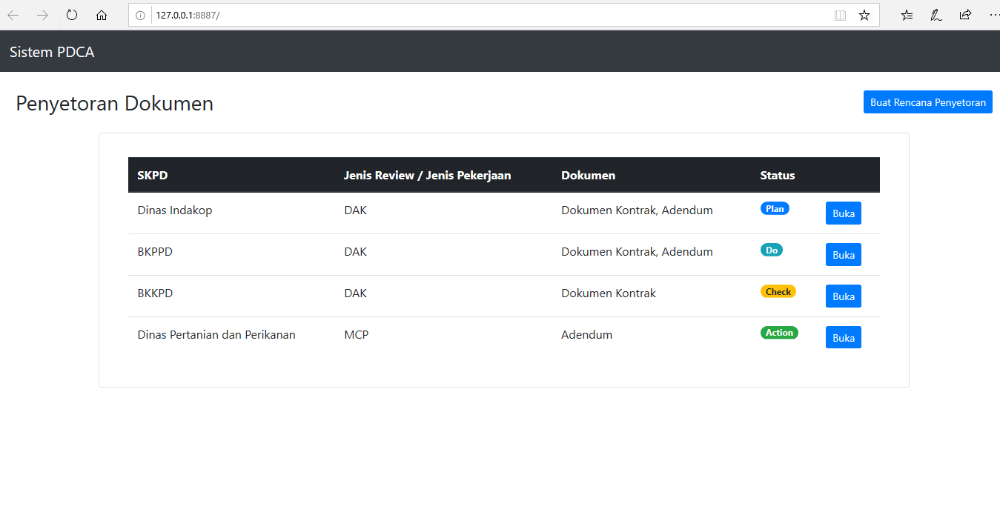 127.0.0.1:8887/
Sistem PDCA
Penyetoran Dokumen
Buat Rencana Penyetoran
SKPD Jenis Review / Jenis Pekerjaan Dokumen Status
Dinas Indakop DAK Dokumen Kontrak, Adendum Plan Buka
BKPPD DAK Dokumen Kontrak, Adendum Do Buka
BKKPD DAK Dokumen Kontrak Check Buka
Dinas Pertanian dan Perikanan MCP Adendum Action Buka